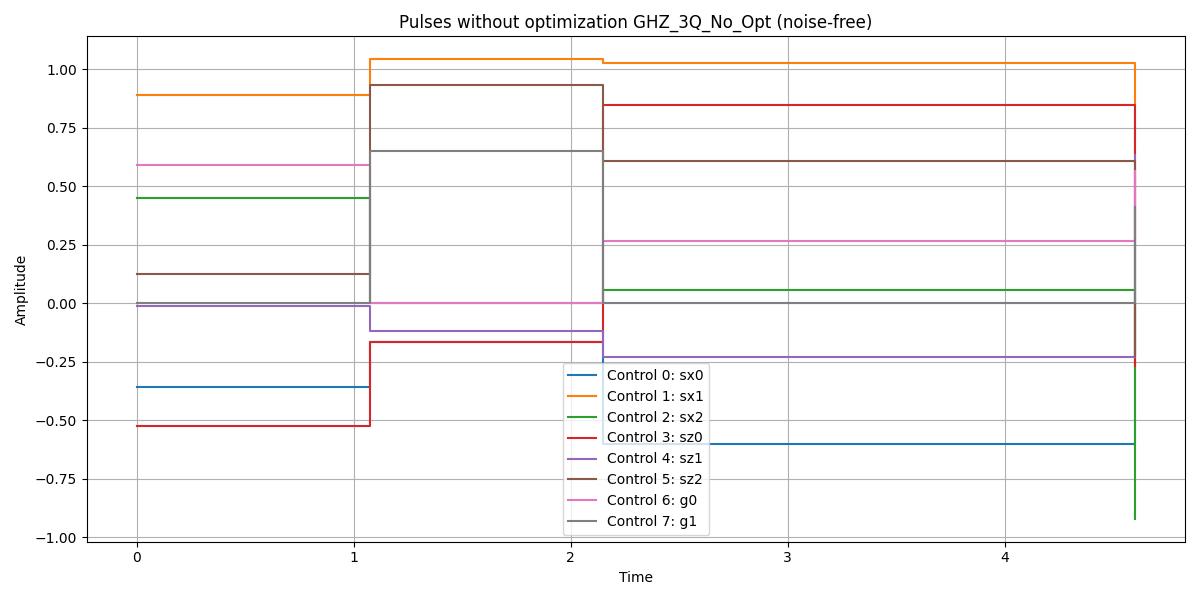 Pulses without optimization GHZ_3Q_No_Opt (noise-free)
1.00
0.75
0.50
0.25
0.00
−0.25
−0.50
−0.75
−1.00
Amplitude
Control 0: sx0
Control 1: sx1
Control 2: sx2
Control 3: sz0
Control 4: sz1
Control 5: sz2
Control 6: g0
Control 7: g1
0 1 2 3 4
Time